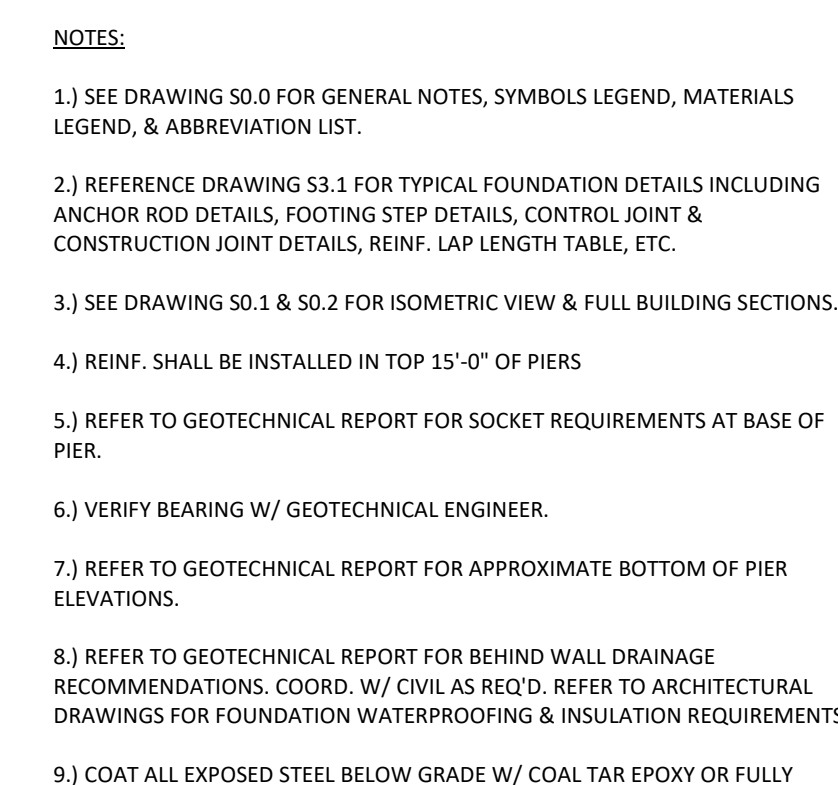 NOTES:
1.) SEE DRAWING S0.0 FOR GENERAL NOTES, SYMBOLS LEGEND, MATERIALS
LEGEND, & ABBREVIATION LIST.
2.) REFERENCE DRAWING S3.1 FOR TYPICAL FOUNDATION DETAILS INCLUDING
ANCHOR ROD DETAILS, FOOTING STEP DETAILS, CONTROL JOINT &
CONSTRUCTION JOINT DETAILS, REINF. LAP LENGTH TABLE, ETC.
3.) SEE DRAWING S0.1 & S0.2 FOR ISOMETRIC VIEW & FULL BUILDING SECTIONS.
4.) REINF. SHALL BE INSTALLED IN TOP 15'-0" OF PIERS
5.) REFER TO GEOTECHNICAL REPORT FOR SOCKET REQUIREMENTS AT BASE OF
PIER.
6.) VERIFY BEARING W/ GEOTECHNICAL ENGINEER.
7.) REFER TO GEOTECHNICAL REPORT FOR APPROXIMATE BOTTOM OF PIER
ELEVATIONS.
8.) REFER TO GEOTECHNICAL REPORT FOR BEHIND WALL DRAINAGE
RECOMMENDATIONS. COORD. W/ CIVIL AS REQ'D. REFER TO ARCHITECTURAL
DRAWINGS FOR FOUNDATION WATERPROOFING & INSULATION REQUIREMENTS
9.) COAT ALL EXPOSED STEEL BELOW GRADE W/ COAL TAR EPOXY OR FULLY